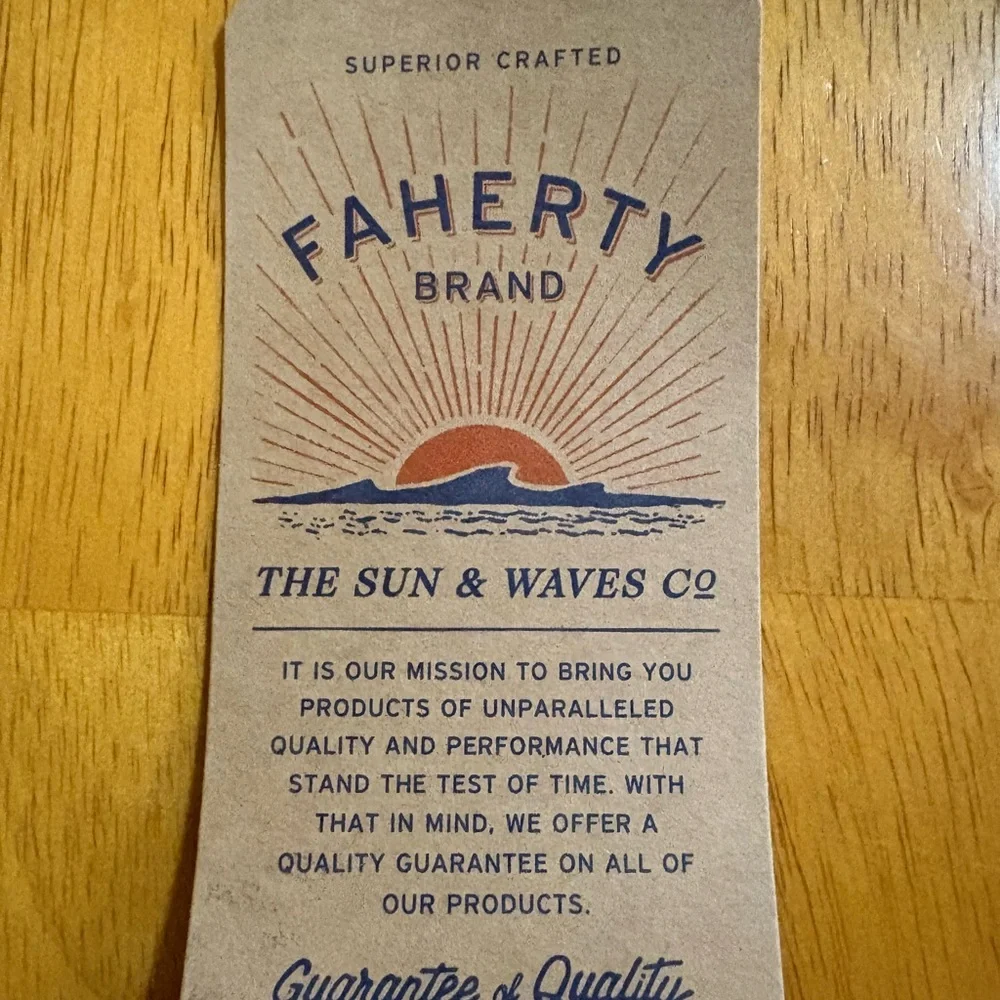 SUPERIOR CRAFTED
FAHERTY
BRAND
THE SUN & WAVES Co
IT IS OUR MISSION TO BRING YOU
PRODUCTS OF UNPARALLELED
QUALITY AND PERFORMANCE THAT
STAND THE TEST OF TIME. WITH
THAT IN MIND, WE OFFER A
QUALITY GUARANTEE ON ALL OF
OUR PRODUCTS.
Guarantee of Quality